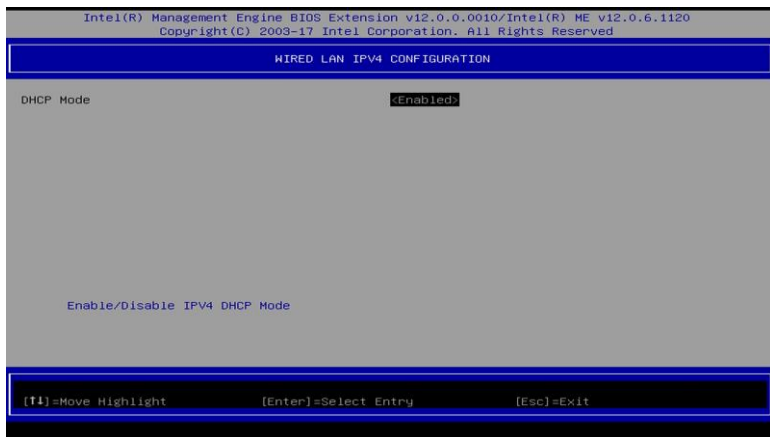 Intel(R) Management Engine BIOS Extension v12.0.0.0010/Intel(R) ME v12.0.6.1120
Copyright(C) 2003-17 Intel Corporation. All Rights Reserved
WIRED LAN IPV4 CONFIGURATION
DHCP Mode <Enabled>
Enable/Disable IPV4 DHCP Mode
[↑↓]=Move Highlight [Enter]=Select Entry [Esc]=Exit